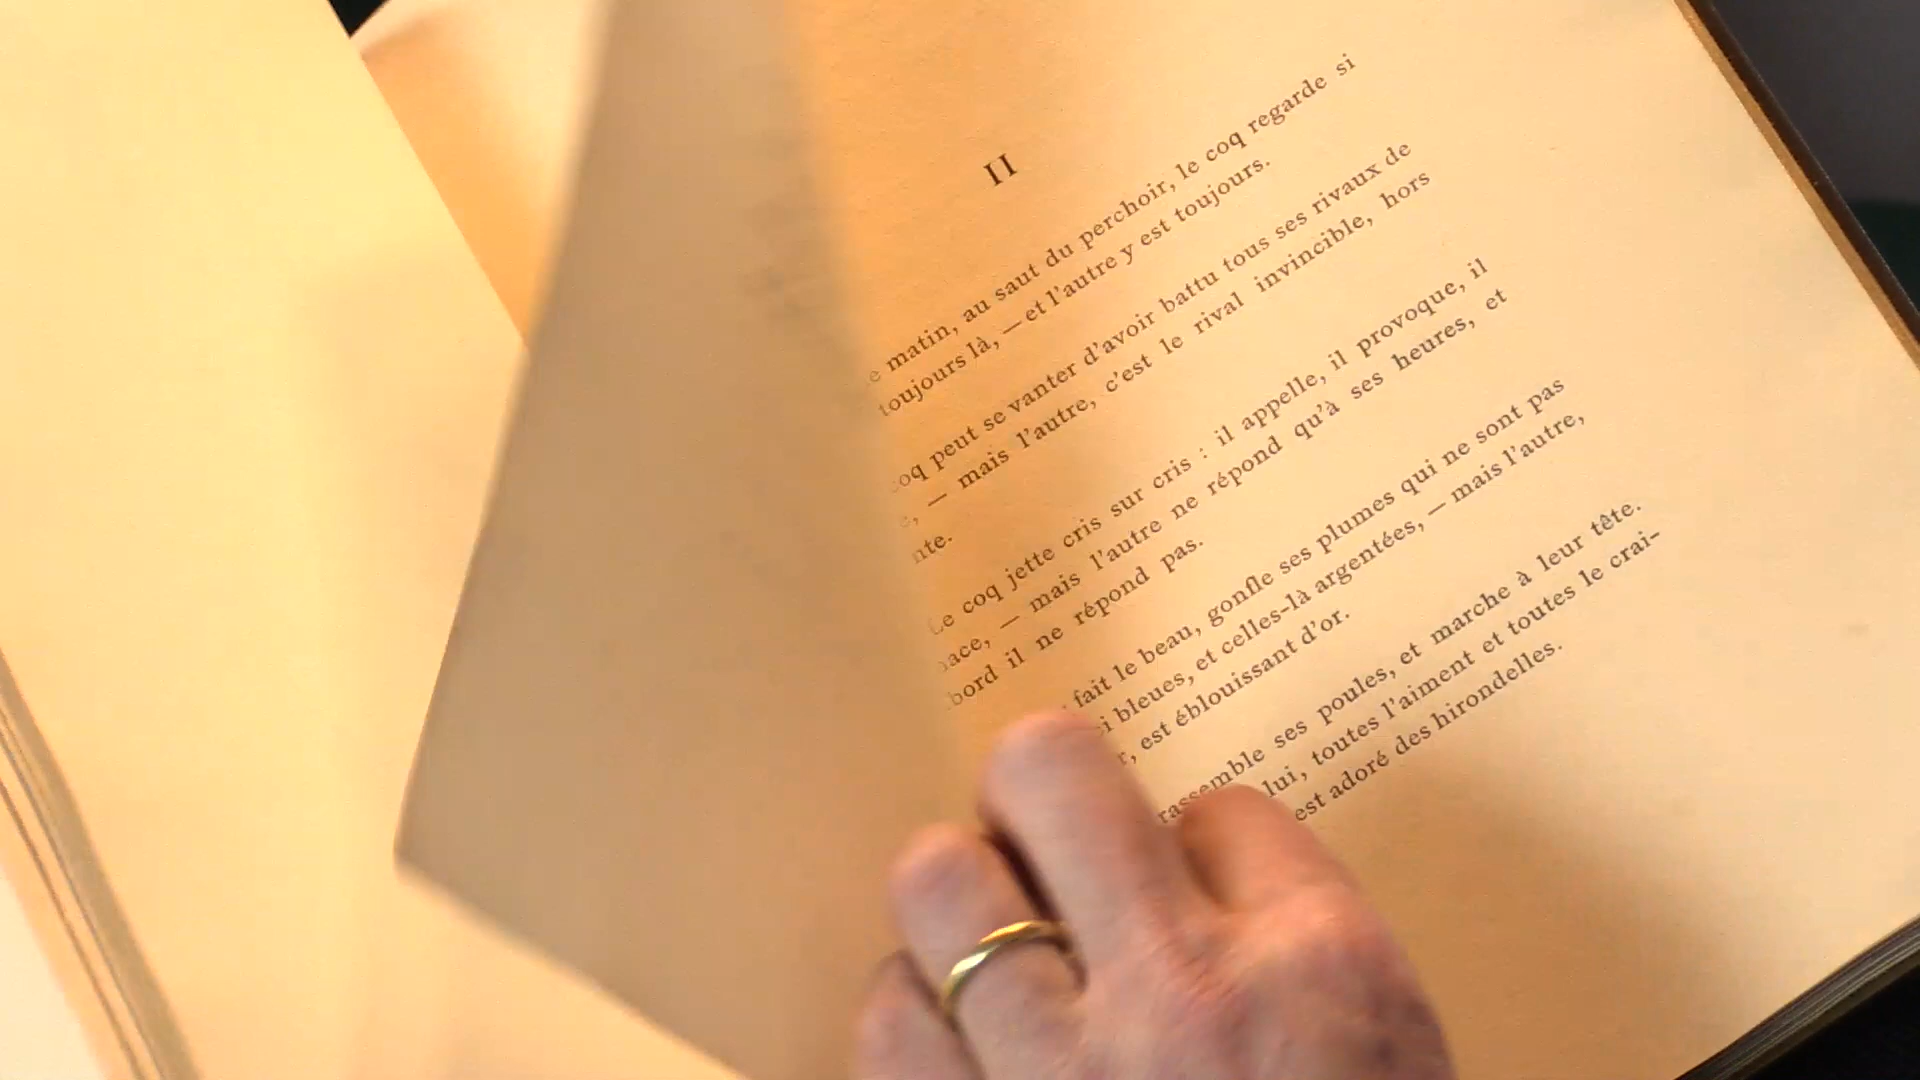 II
matin, au saut du perchoir, le coq regarde si
toujours là, — et l'autre y est toujours.
coq peut se vanter d'avoir battu tous ses rivaux de
— mais l'autre, c'est le rival invincible, hors
nte.
Le coq jette cris sur cris : il appelle, il provoque, il
— mais l'autre ne répond qu'à ses heures, et
bord il ne répond pas.
fait le beau, gonfle ses plumes qui ne sont pas
bleues, et celles-là argentées, — mais l'autre,
est éblouissant d'or.
rassemble ses poules, et marche à leur tête.
lui, toutes l'aiment et toutes le crai-
est adoré des hirondelles.